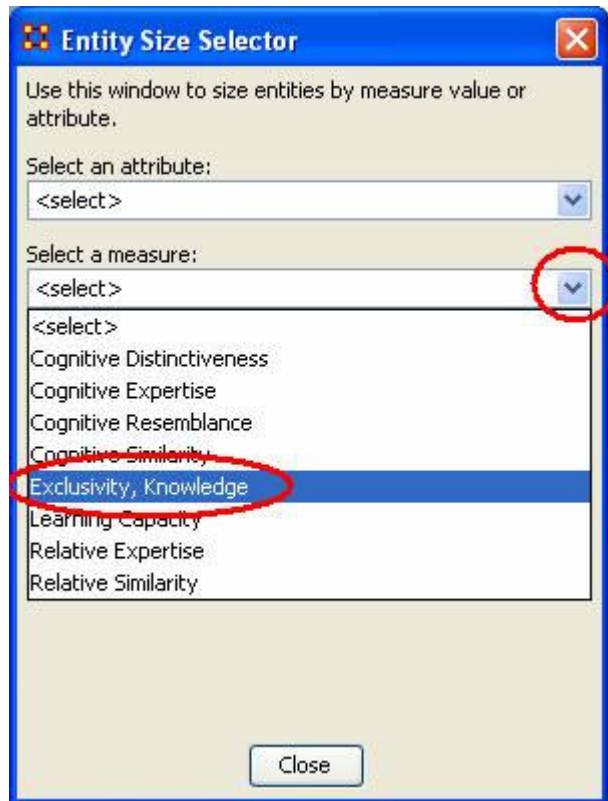 Entity Size Selector
Use this window to size entities by measure value or
attribute.
Select an attribute:
<select>
Select a measure:
<select>
<select>
Cognitive Distinctiveness
Cognitive Expertise
Cognitive Resemblance
Cognitive Similarity
Exclusivity, Knowledge
Learning Capacity
Relative Expertise
Relative Similarity
Close